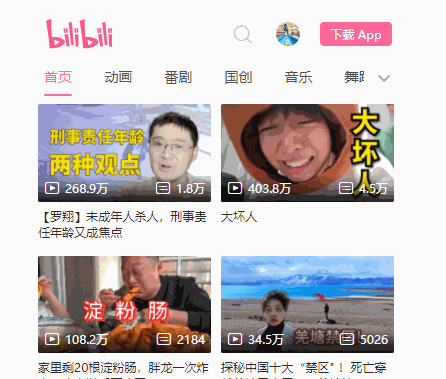 bilibili
下载 App
首页 动画 番剧 国创 音乐 舞蹈
刑事责任年龄
两种观点
268.9万 1.8万
大坏人
403.8万 4.5万
【罗翔】未成年人杀人，刑事责
任年龄又成焦点
大坏人
淀粉肠
108.2万 2184
羌塘禁区
34.5万 5026
家里剩20根淀粉肠，胖龙一次炸
探秘中国十大“禁区”！死亡穿